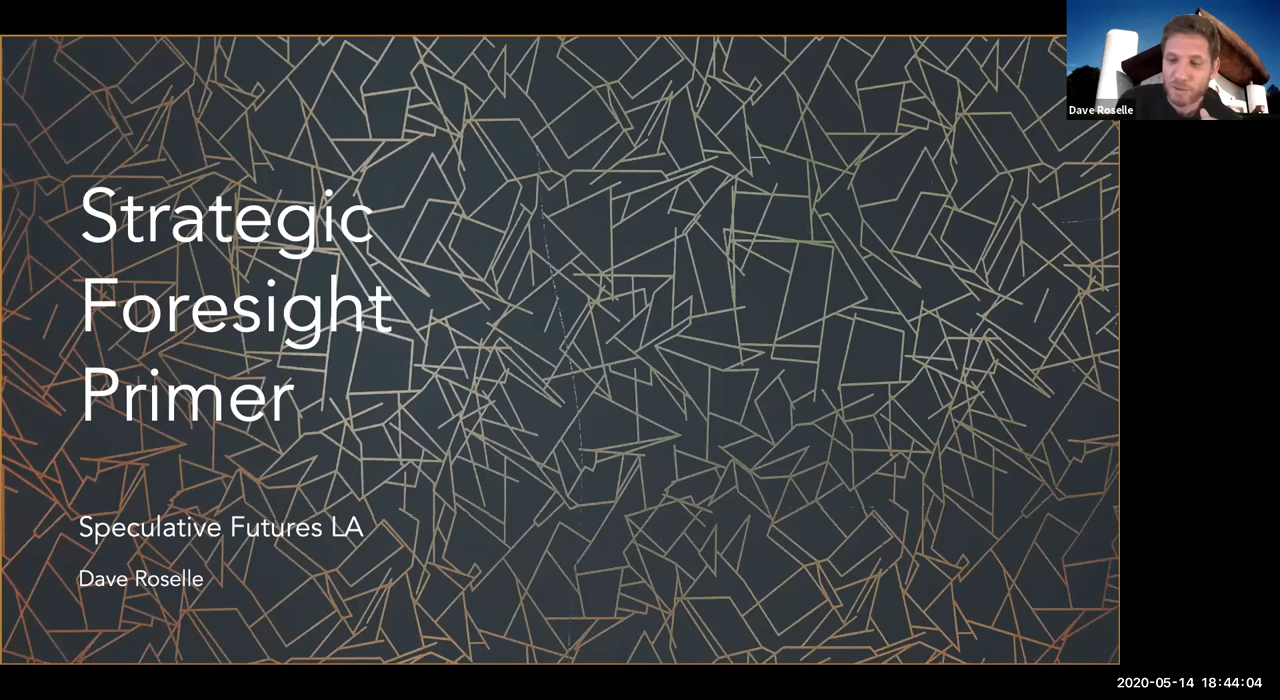 Dave Roselle
Strategic
Foresight
Primer
Speculative Futures LA
Dave Roselle
2020-05-14 18:44:04